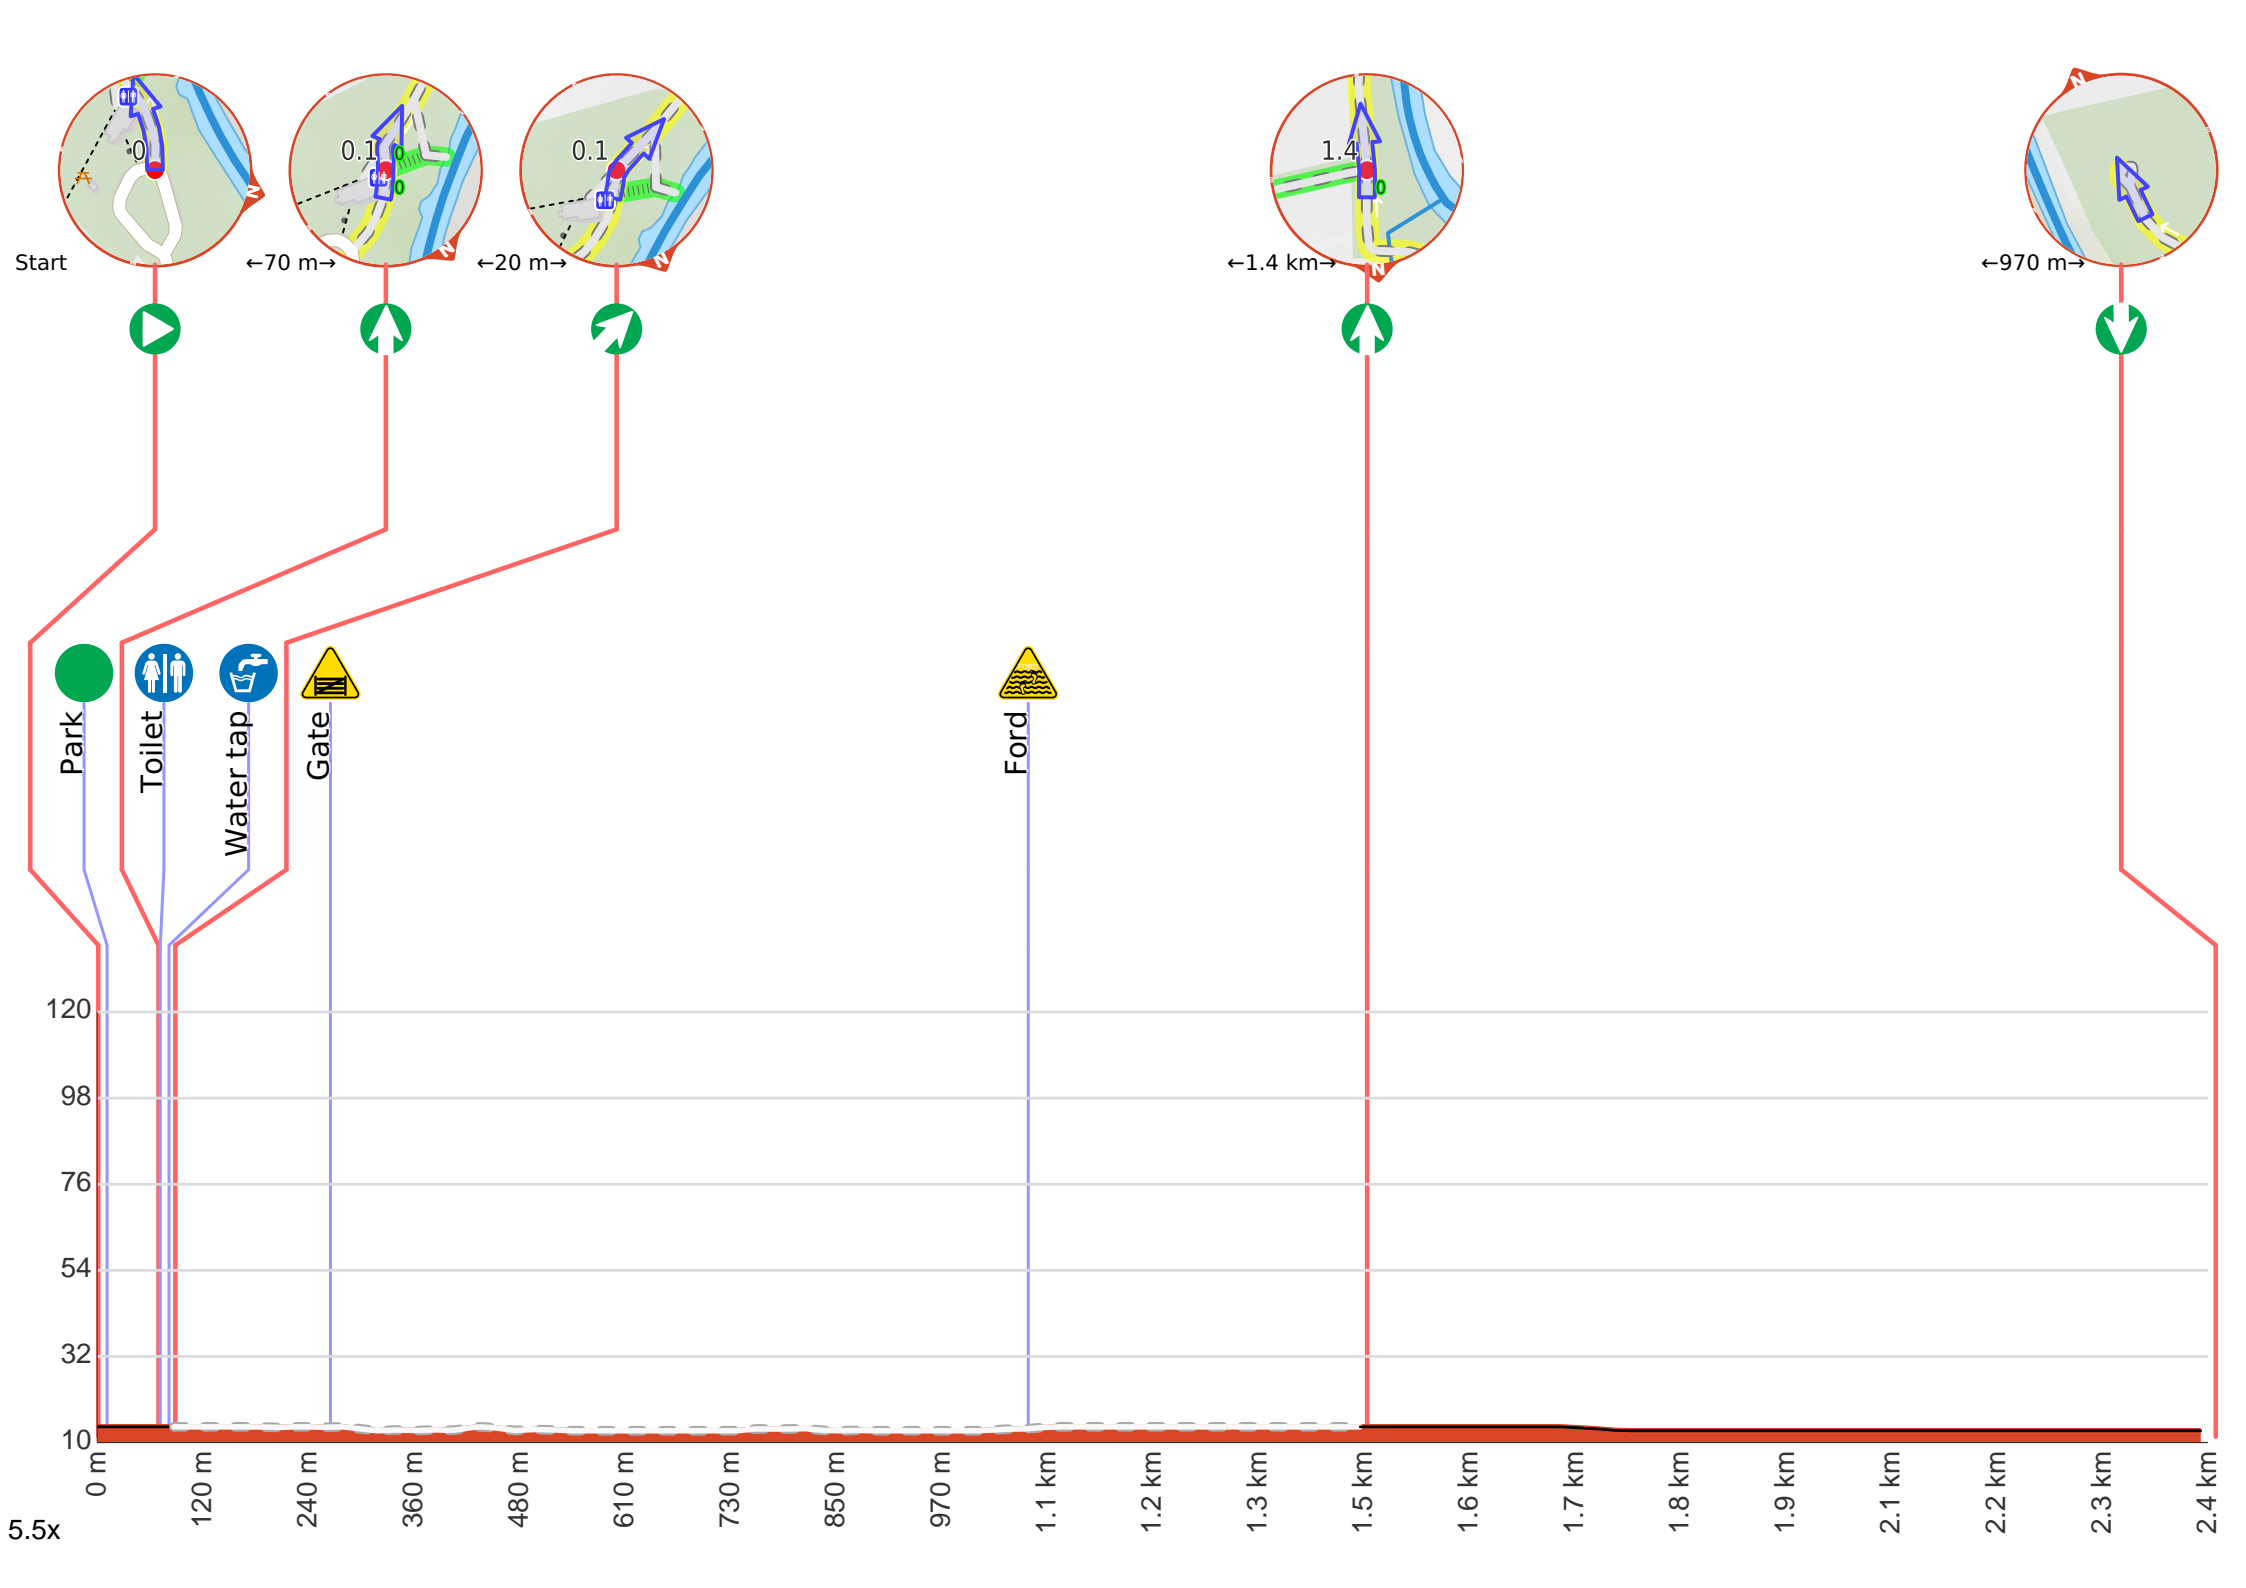 N
0
0.1
0
0
0.1
1.4
0
N
N
N
N
Start
←70 m→
←20 m→
←1.4 km→
←970 m→
Park
Toilet
Water tap
Gate
Ford
120
98
76
54
32
10
0 m
120 m
240 m
360 m
480 m
610 m
730 m
850 m
970 m
1.1 km
1.2 km
1.3 km
1.5 km
1.6 km
1.7 km
1.8 km
1.9 km
2.1 km
2.2 km
2.3 km
2.4 km
5.5x